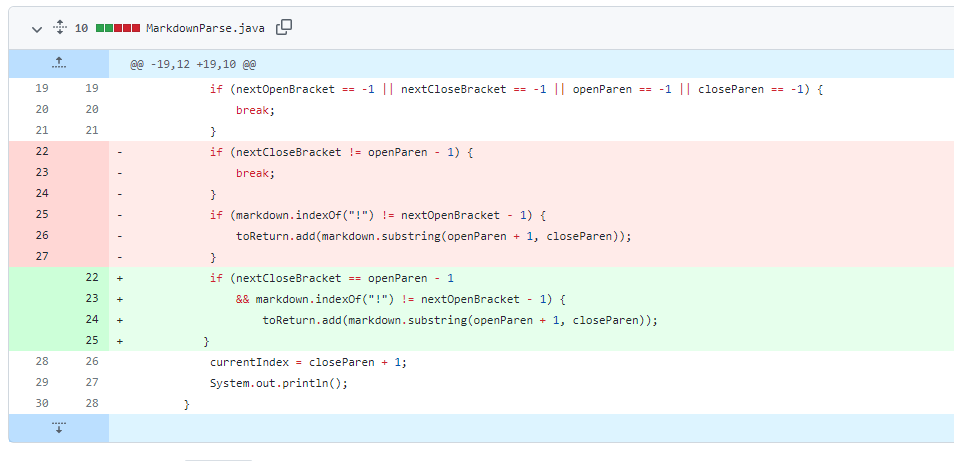 10 MarkdownParse.java
@@ -19,12 +19,10 @@
19 19 if (nextOpenBracket == -1 || nextCloseBracket == -1 || openParen == -1 || closeParen == -1) {
20 20 break;
21 21 }
22 - if (nextCloseBracket != openParen - 1) {
23 - break;
24 - }
25 - if (markdown.indexOf("!") != nextOpenBracket - 1) {
26 - toReturn.add(markdown.substring(openParen + 1, closeParen));
27 - }
22 + if (nextCloseBracket == openParen - 1
23 + && markdown.indexOf("!") != nextOpenBracket - 1) {
24 + toReturn.add(markdown.substring(openParen + 1, closeParen));
25 + }
28 26 currentIndex = closeParen + 1;
29 27 System.out.println();
30 28 }